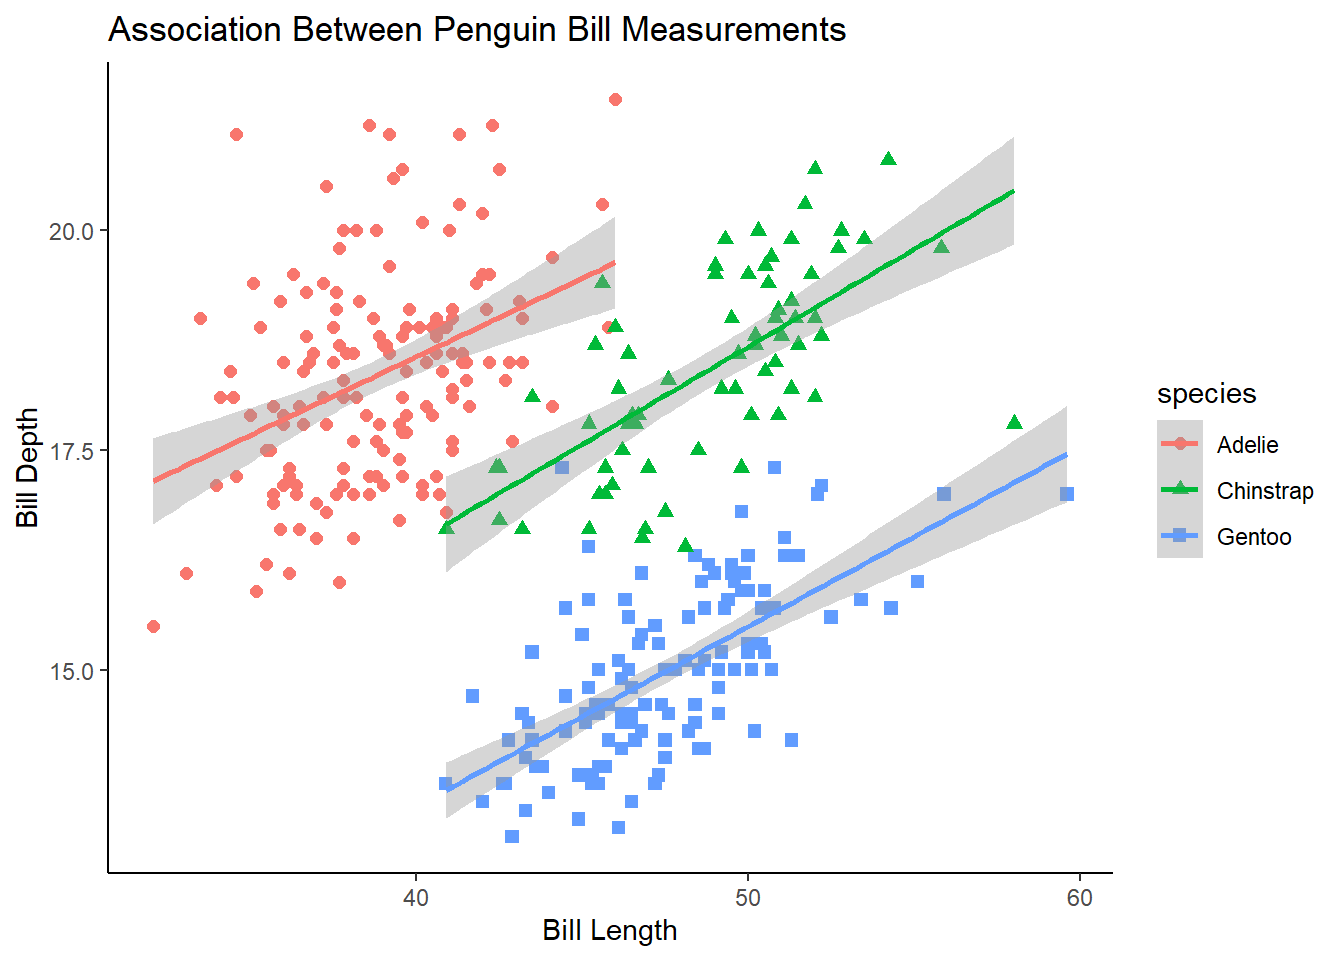 Association Between Penguin Bill Measurements
20.0
17.5
15.0
Bill Depth
40 50 60
Bill Length
species
Adelie
Chinstrap
Gentoo